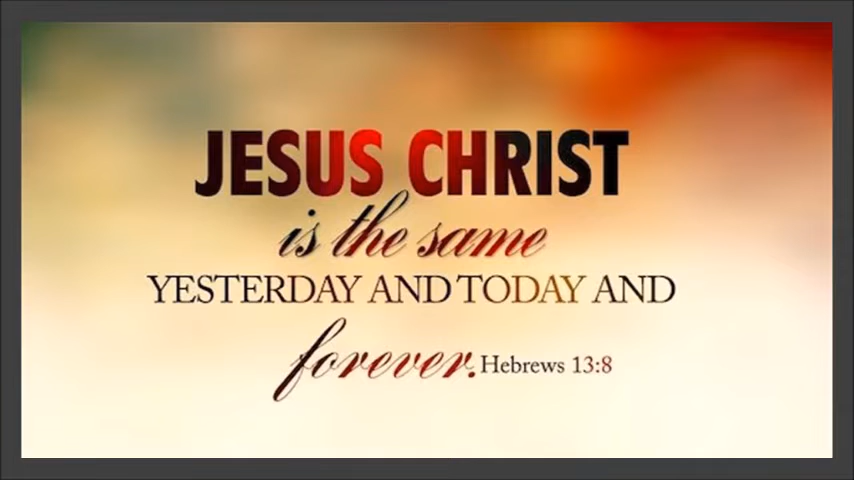 JESUS CHRIST
is the same
YESTERDAY AND TODAY AND
forever. Hebrews 13:8